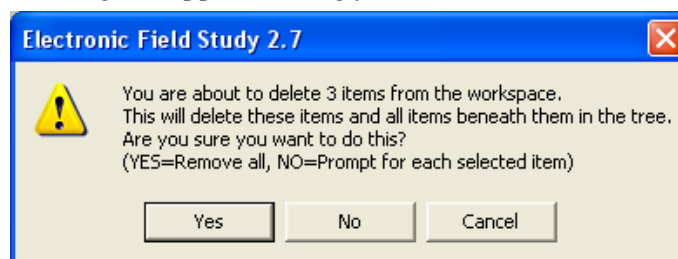 Electronic Field Study 2.7
You are about to delete 3 items from the workspace.
This will delete these items and all items beneath them in the tree.
Are you sure you want to do this?
(YES=Remove all, NO=Prompt for each selected item)
Yes No Cancel